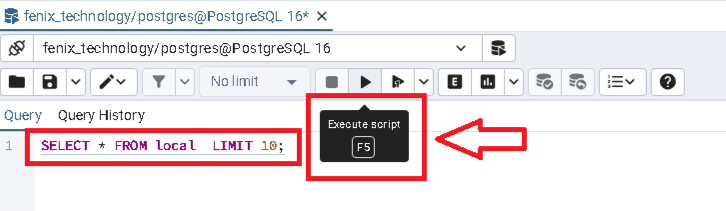 fenix_technology/postgres@PostgreSQL 16*
fenix_technology/postgres@PostgreSQL 16
No limit
E
Query Query History
Execute script
F5
1 SELECT * FROM local  LIMIT 10;